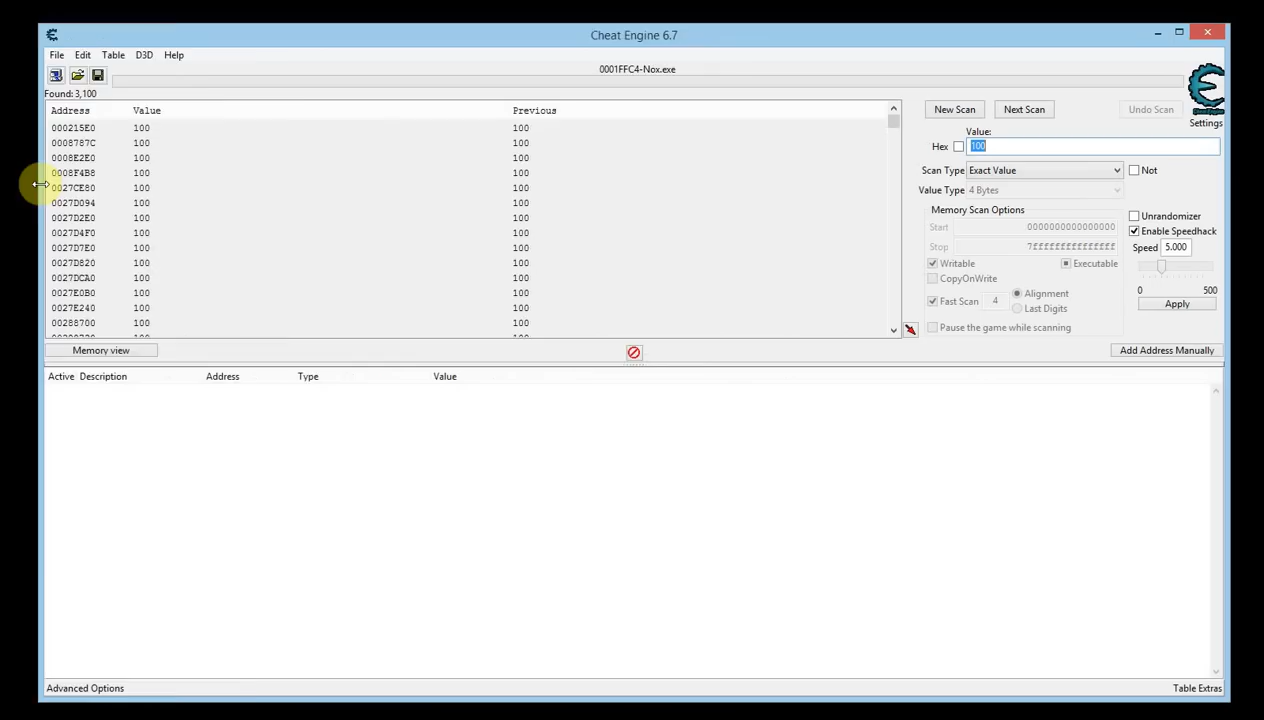 Cheat Engine 6.7
File Edit Table D3D Help
0001FFC4-Nox.exe
Found: 3,100
Address Value Previous
000215E0 100 100
0008787C 100 100
0008E2E0 100 100
0008F4B8 100 100
0027CE80 100 100
0027D094 100 100
0027D2E0 100 100
0027D4F0 100 100
0027D7E0 100 100
0027D820 100 100
0027DCA0 100 100
0027E0B0 100 100
0027E240 100 100
00288700 100 100
New Scan Next Scan Undo Scan
Settings
Value:
Hex 100
Scan Type Exact Value Not
Value Type 4 Bytes
Memory Scan Options
Start 0000000000000000
Stop 7fffffffffffffff
Writable Executable
CopyOnWrite
Fast Scan 4 Alignment
Last Digits
Pause the game while scanning
Unrandomizer
Enable Speedhack
Speed 5.000
0 500
Apply
Memory view Add Address Manually
Active Description Address Type Value
Advanced Options Table Extras